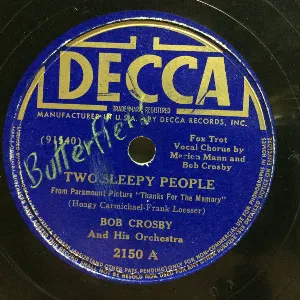 DECCA
TRADEMARK REGISTERED
MANUFACTURED IN U.S.A. BY DECCA RECORDS, INC.
(91540)
Fox Trot
Vocal Chorus by
Marion Mann and
Bob Crosby
Butterfly
TWO SLEEPY PEOPLE
From Paramount Picture "Thanks For The Memory"
(Hoagy Carmichael-Frank Loesser)
BOB CROSBY
And His Orchestra
2150 A